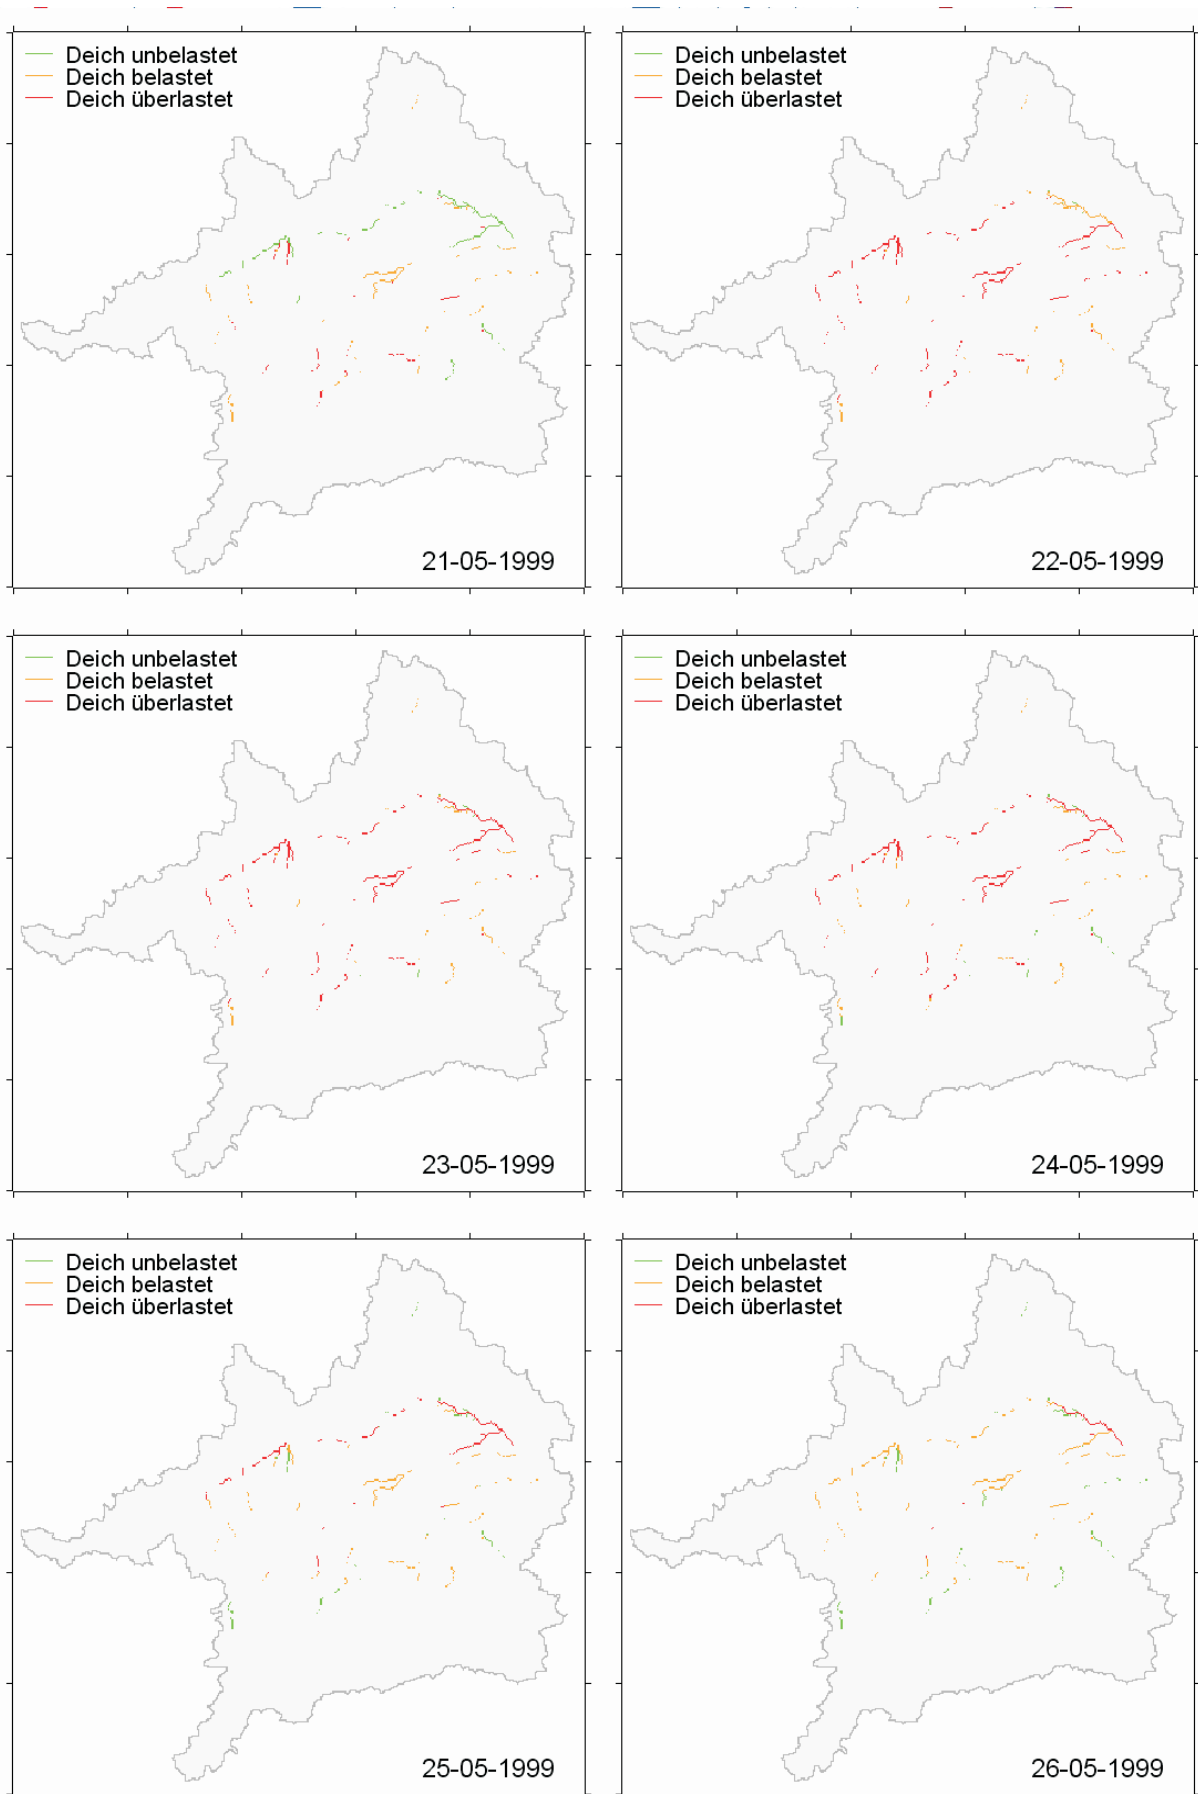 Deich unbelastet
Deich belastet
Deich überlastet
21-05-1999
Deich unbelastet
Deich belastet
Deich überlastet
22-05-1999
Deich unbelastet
Deich belastet
Deich überlastet
23-05-1999
Deich unbelastet
Deich belastet
Deich überlastet
24-05-1999
Deich unbelastet
Deich belastet
Deich überlastet
25-05-1999
Deich unbelastet
Deich belastet
Deich überlastet
26-05-1999